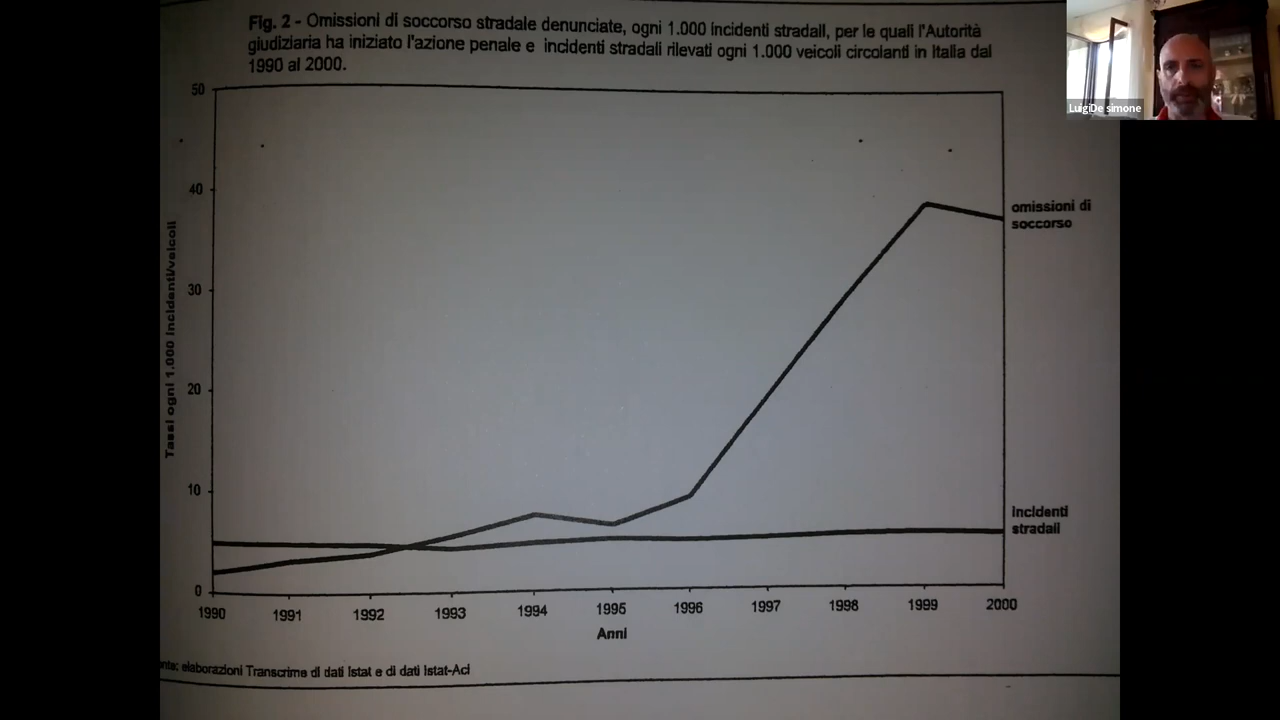 Fig. 2 - Omissioni di soccorso stradale denunciate, ogni 1.000 incidenti stradali, per le quali l'Autorità
giudiziaria ha iniziato l'azione penale e incidenti stradali rilevati ogni 1.000 veicoli circolanti in Italia dal
1990 al 2000.
LuigiDe simone
50
40
30
20
10
0
Tassi ogni 1.000 incidenti/veicoli
omissioni di
soccorso
incidenti
stradali
1990 1991 1992 1993 1994 1995 1996 1997 1998 1999 2000
Anni
nte: elaborazioni Transcrime di dati Istat e di dati Istat-Aci